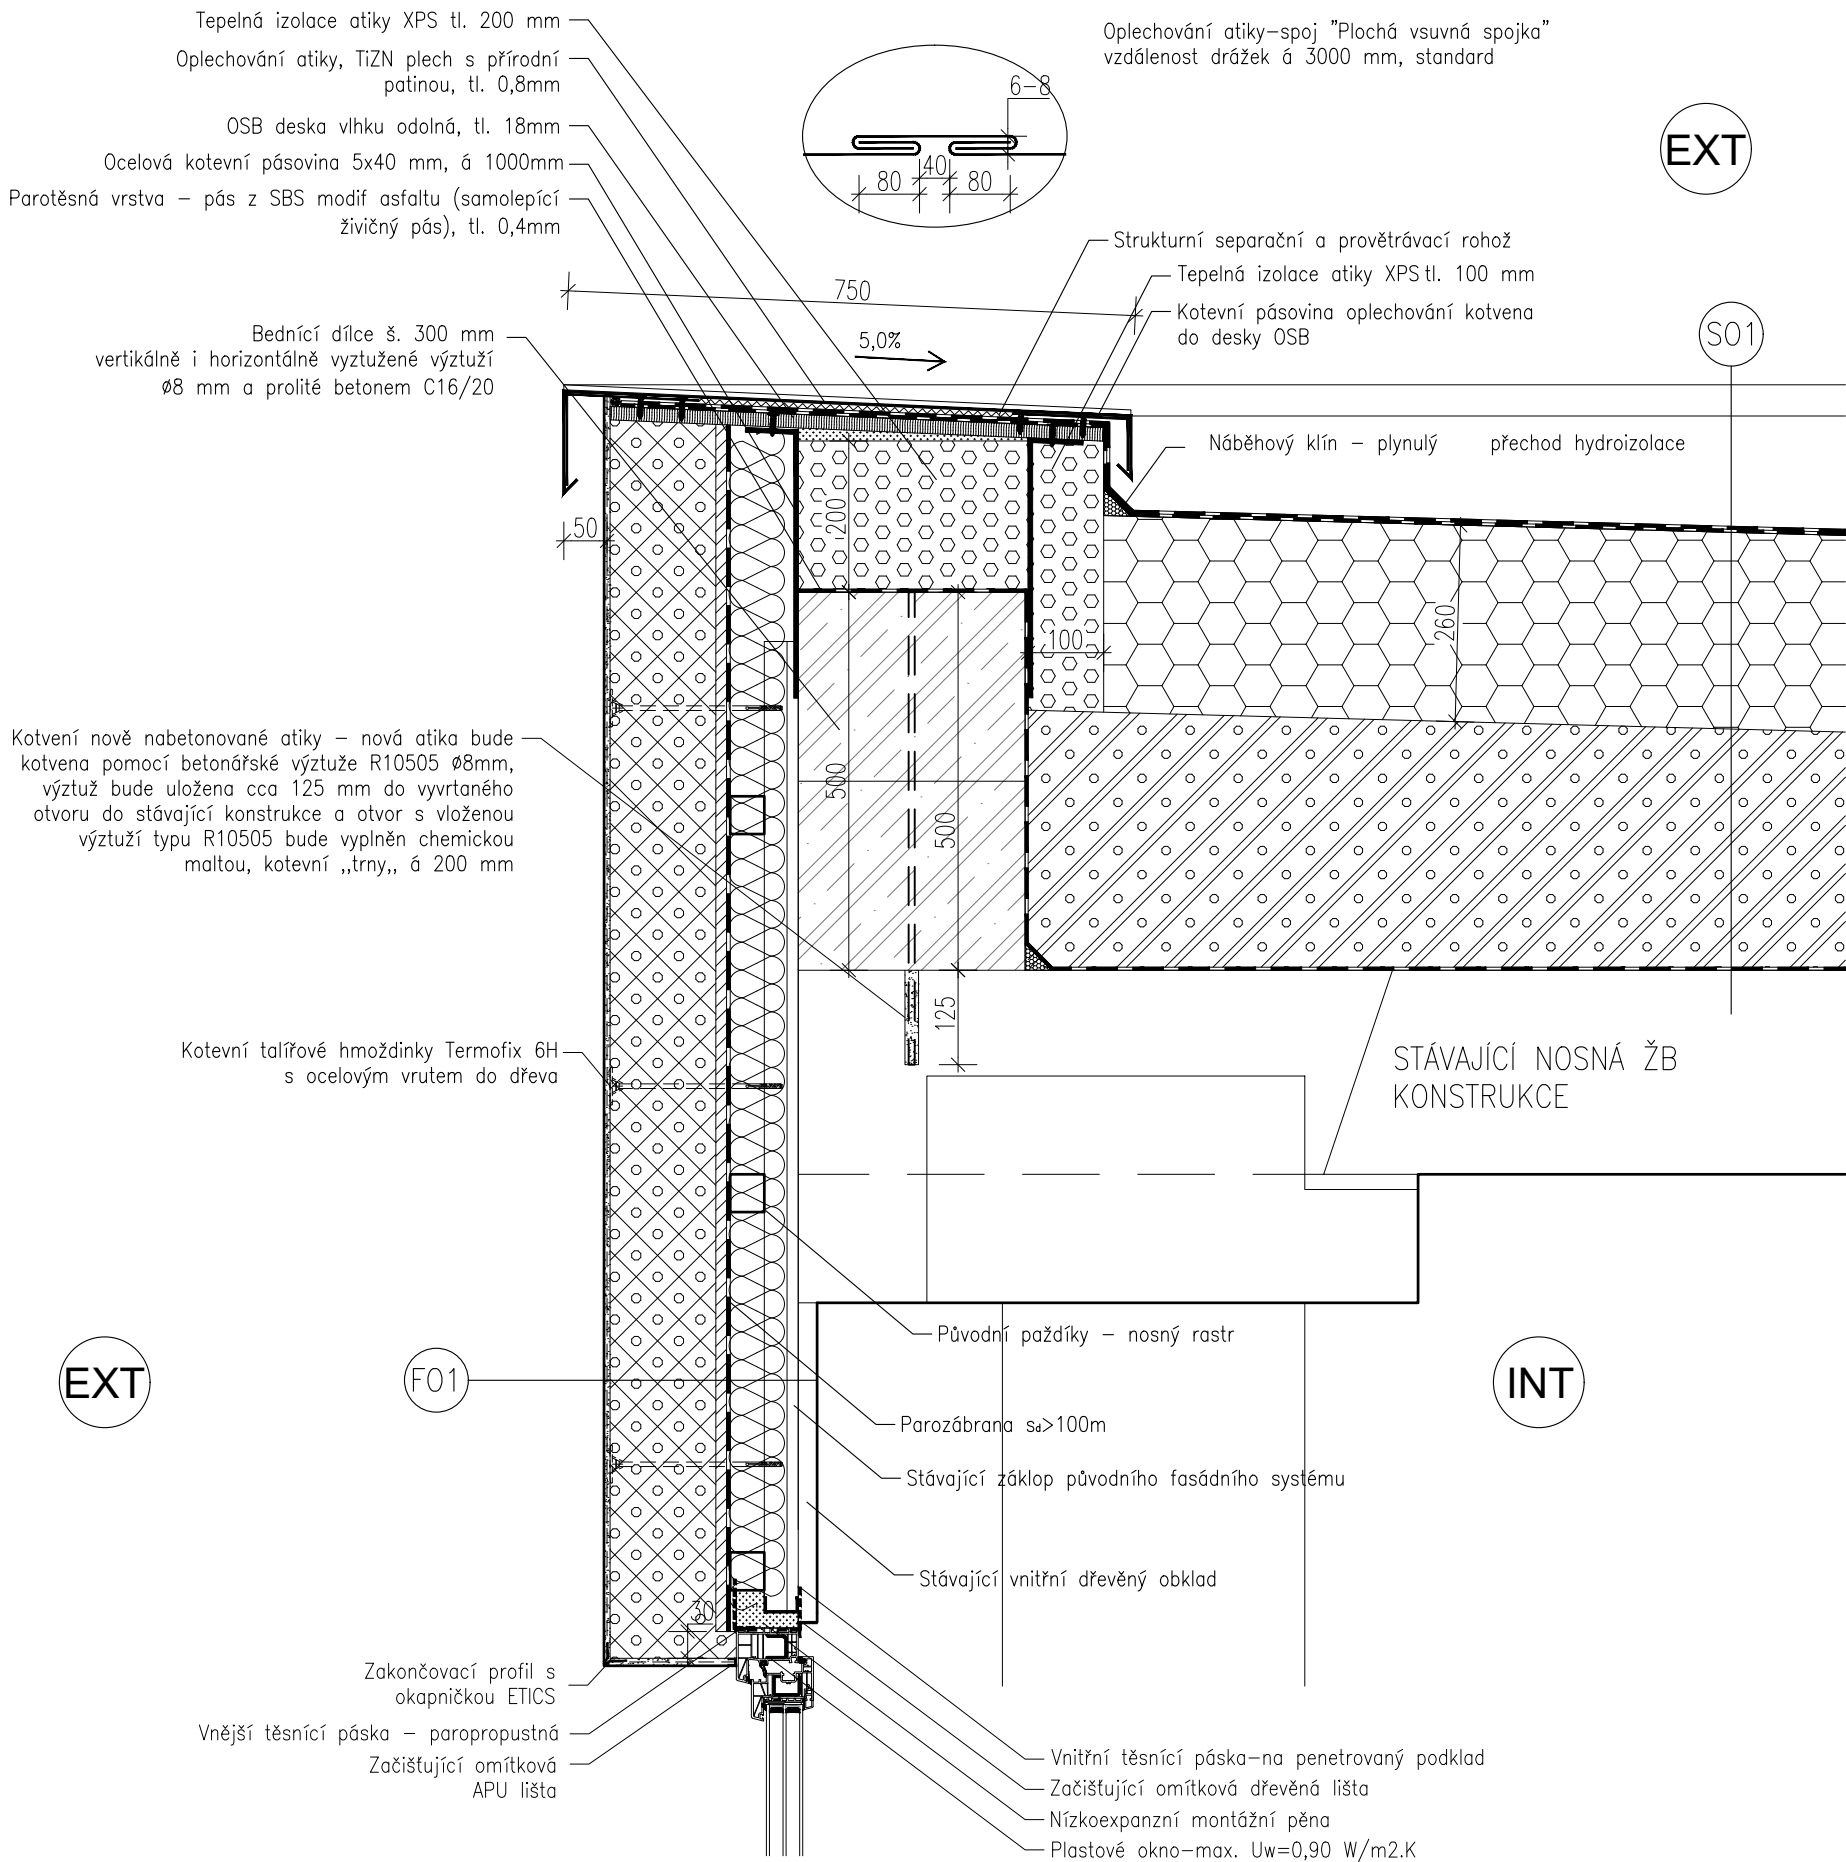 Tepelná izolace atiky XPS tl. 200 mm
Oplechování atiky, TiZN plech s přírodní
patinou, tl. 0,8mm
OSB deska vlhku odolná, tl. 18mm
Ocelová kotevní pásovina 5x40 mm, á 1000mm
Parotěsná vrstva – pás z SBS modif asfaltu (samolepící
živičný pás), tl. 0,4mm
Oplechování atiky–spoj "Plochá vsuvná spojka"
vzdálenost drážek á 3000 mm, standard
6–8
40
80
80
EXT
Strukturní separační a provětrávací rohož
Tepelná izolace atiky XPS tl. 100 mm
Kotevní pásovina oplechování kotvena
do desky OSB
S01
750
5,0%
Bednící dílce š. 300 mm
vertikálně i horizontálně vyztužené výztuží
Ø8 mm a prolité betonem C16/20
Náběhový klín – plynulý přechod hydroizolace
50
200
260
100
500
500
125
Kotvení nově nabetonované atiky – nová atika bude
kotvena pomocí betonářské výztuže R10505 Ø8mm,
výztuž bude uložena cca 125 mm do vyvrtaného
otvoru do stávající konstrukce a otvor s vloženou
výztuží typu R10505 bude vyplněn chemickou
maltou, kotevní ,,trny,, á 200 mm
Kotevní talířové hmoždinky Termofix 6H
s ocelovým vrutem do dřeva
STÁVAJÍCÍ NOSNÁ ŽB
KONSTRUKCE
Původní paždíky – nosný rastr
EXT
F01
INT
Parozábrana sd>100m
Stávající záklop původního fasádního systému
Stávající vnitřní dřevěný obklad
30
Zakončovací profil s
okapničkou ETICS
Vnější těsnící páska – paropropustná
Začišťující omítková
APU lišta
Vnitřní těsnící páska–na penetrovaný podklad
Začišťující omítková dřevěná lišta
Nízkoexpanzní montážní pěna
Plastové okno–max. Uw=0,90 W/m2.K